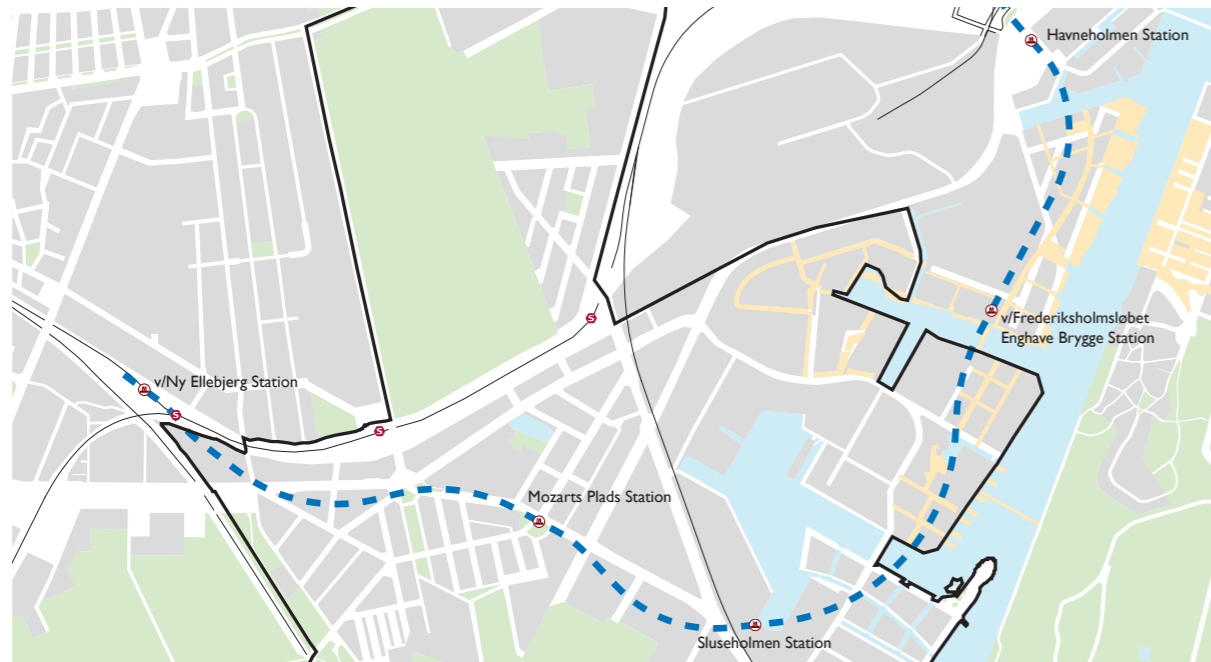 Havneholmen Station
v/Frederiksholmsløbet
Enghave Brygge Station
v/Ny Ellebjerg Station
S
S
S
Mozarts Plads Station
Sluseholmen Station